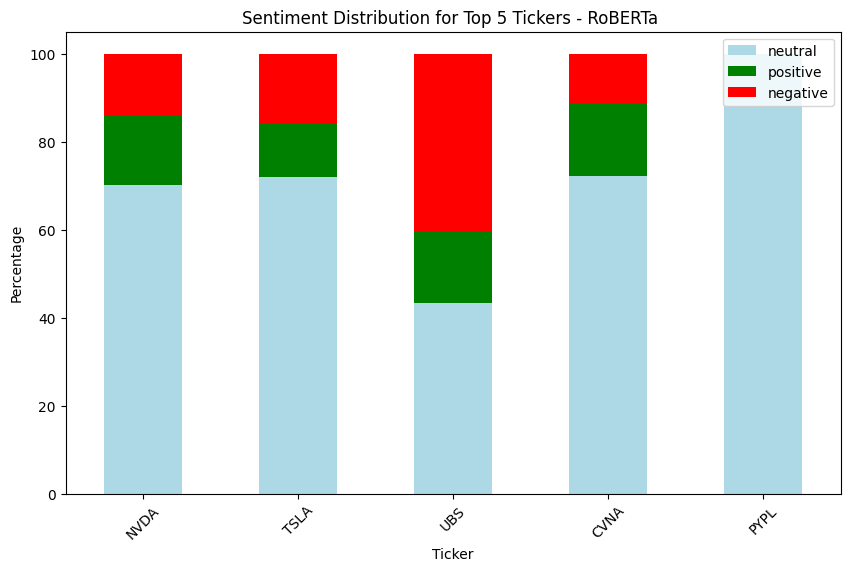 Sentiment Distribution for Top 5 Tickers - RoBERTa
neutral
positive
negative
100
80
60
40
20
0
Percentage
NVDA
TSLA
UBS
CVNA
PYPL
Ticker